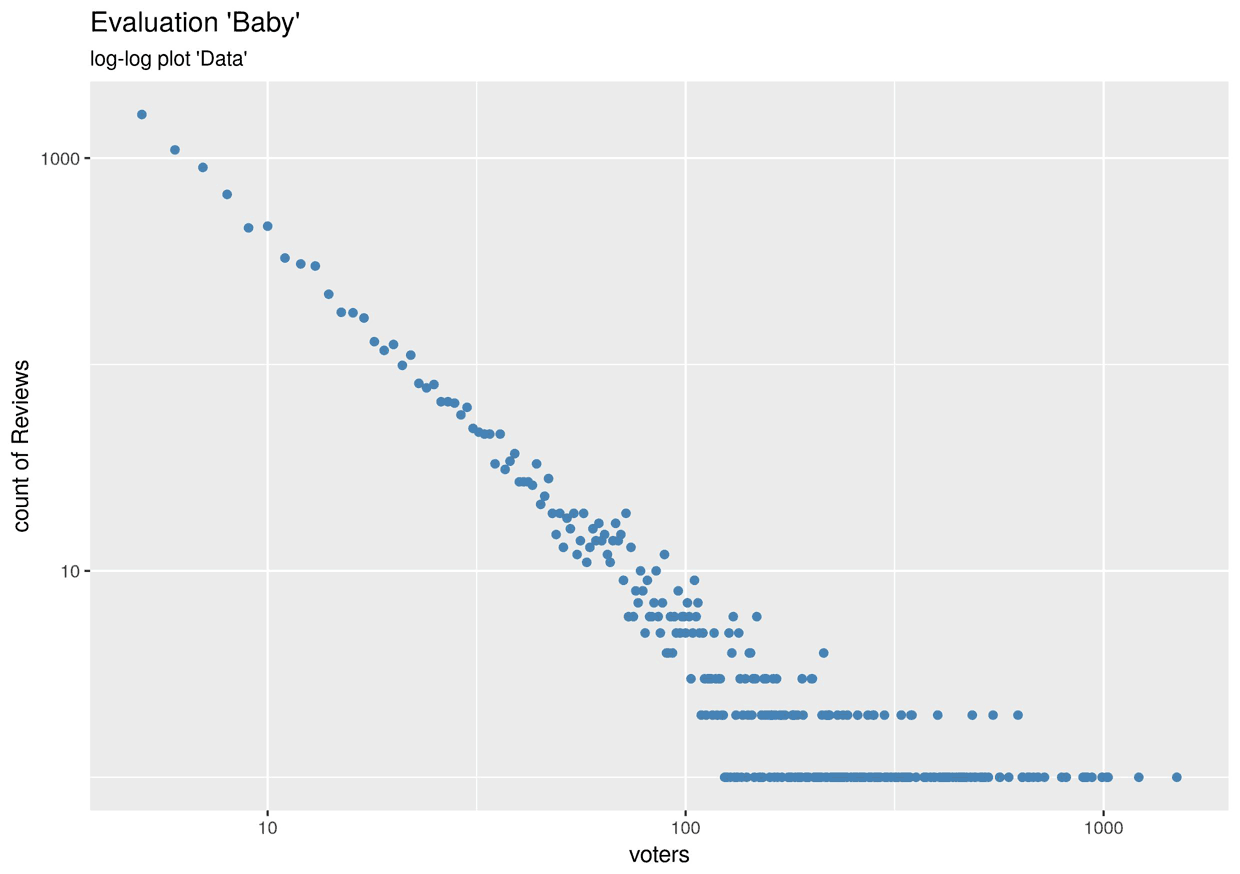 Evaluation 'Baby'
log-log plot 'Data'
1000
10
count of Reviews
10
100
1000
voters